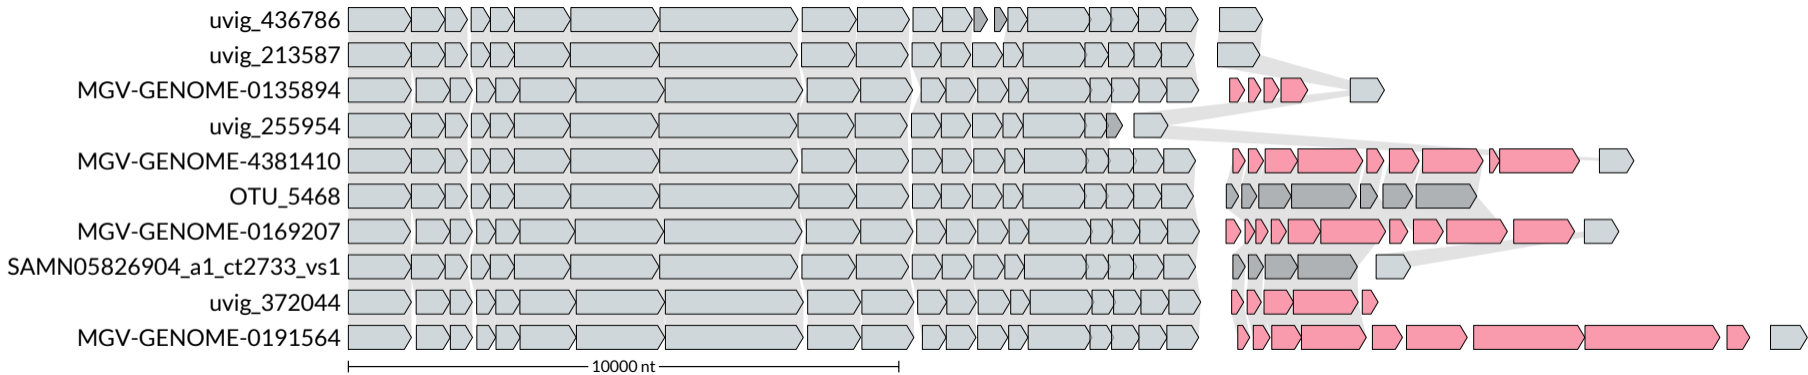 uvig_436786
uvig_213587
MGV-GENOME-0135894
uvig_255954
MGV-GENOME-4381410
OTU_5468
MGV-GENOME-0169207
SAMN05826904_a1_ct2733_vs1
uvig_372044
MGV-GENOME-0191564
10000 nt